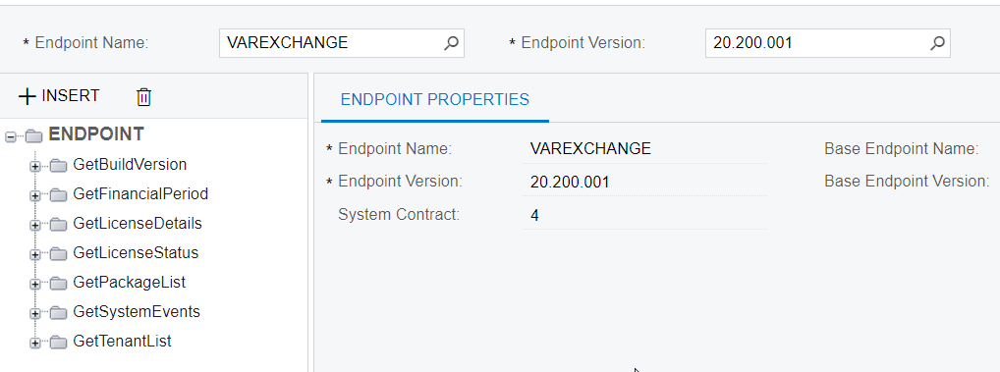 * Endpoint Name: VAREXCHANGE * Endpoint Version: 20.200.001
+ INSERT
ENDPOINT PROPERTIES
ENDPOINT
GetBuildVersion
GetFinancialPeriod
GetLicenseDetails
GetLicenseStatus
GetPackageList
GetSystemEvents
GetTenantList
* Endpoint Name: VAREXCHANGE Base Endpoint Name:
* Endpoint Version: 20.200.001 Base Endpoint Version:
System Contract: 4